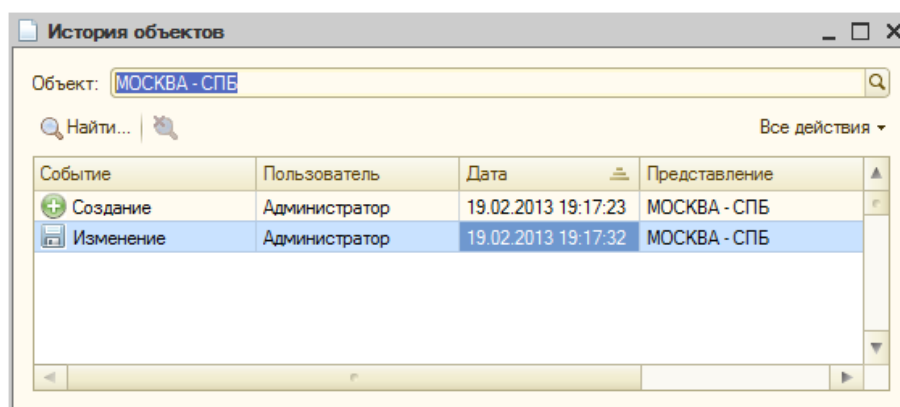 История объектов
Объект: МОСКВА - СПБ
Найти... Все действия
Событие Пользователь Дата Представление
Создание Администратор 19.02.2013 19:17:23 МОСКВА - СПБ
Изменение Администратор 19.02.2013 19:17:32 МОСКВА - СПБ